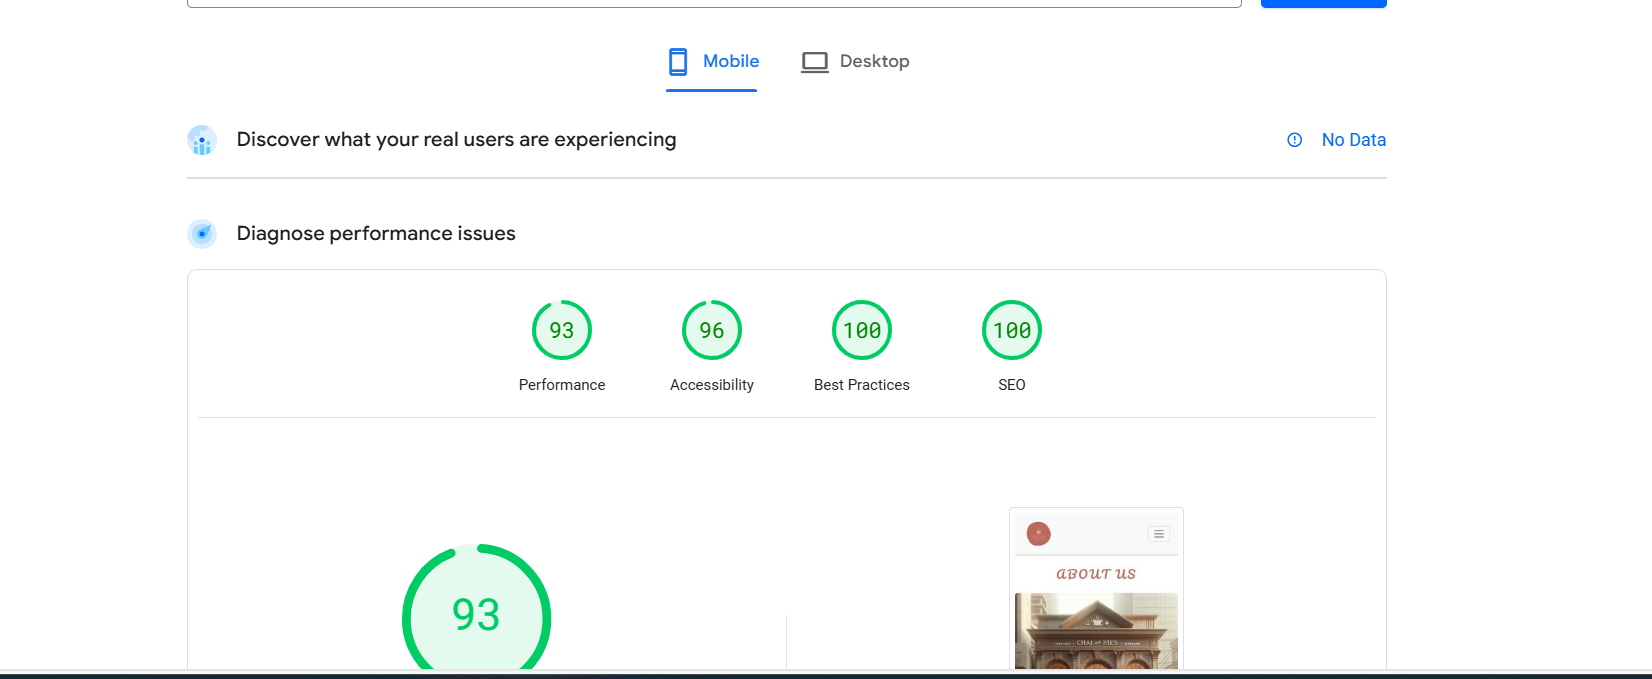 Mobile
Desktop
Discover what your real users are experiencing
No Data
Diagnose performance issues
93
96
100
100
Performance
Accessibility
Best Practices
SEO
93
ABOUT US
CHAI AND PIES